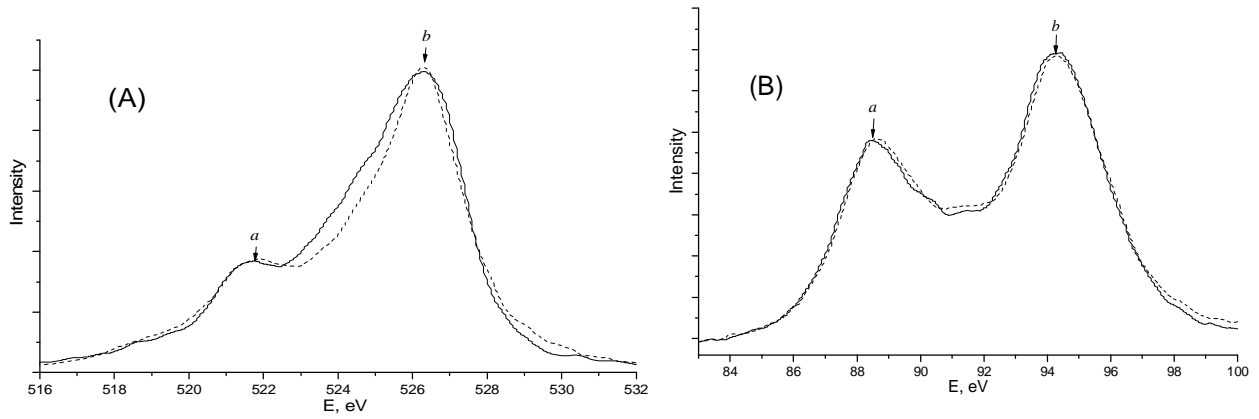 (A)
a
b
Intensity
516 518 520 522 524 526 528 530 532
E, eV
(B)
a
b
Intensity
84 86 88 90 92 94 96 98 100
E, eV